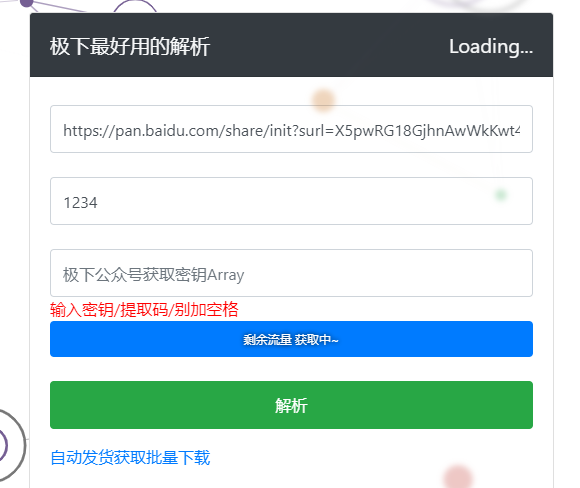 极下最好用的解析
Loading...
https://pan.baidu.com/share/init?surl=X5pwRG18GjhnAwWkKwt4
1234
极下公众号获取密钥Array
输入密钥/提取码/别加空格
剩余流量 获取中~
解析
自动发货获取批量下载